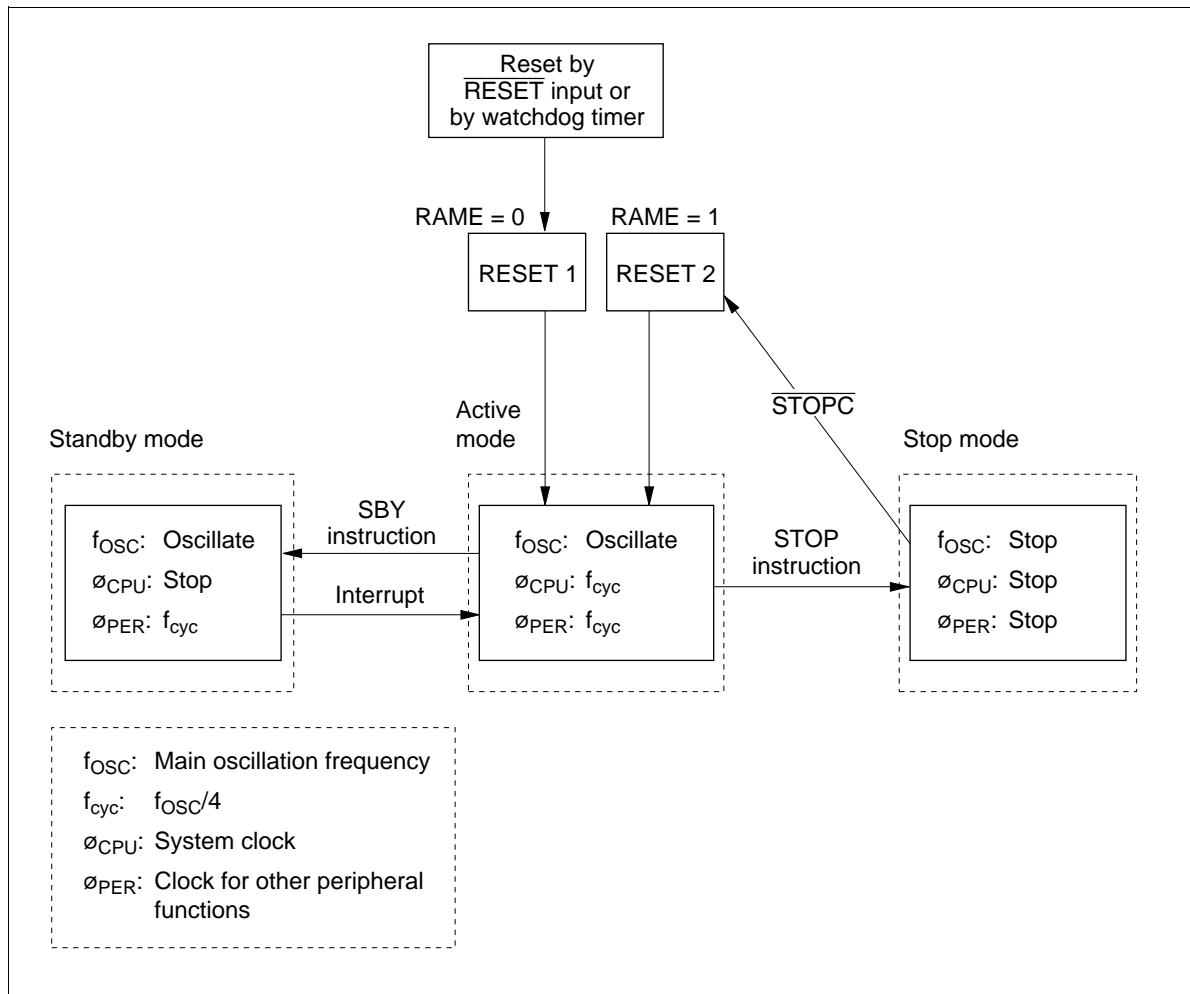 Reset by
RESET input or
by watchdog timer
RAME = 0
RAME = 1
RESET 1
RESET 2
STOPC
Active
mode
Standby mode
Stop mode
fOSC: Oscillate
øCPU: Stop
øPER: fcyc
SBY
instruction
Interrupt
fOSC: Oscillate
øCPU: fcyc
øPER: fcyc
STOP
instruction
fOSC: Stop
øCPU: Stop
øPER: Stop
fOSC: Main oscillation frequency
fcyc: fOSC/4
øCPU: System clock
øPER: Clock for other peripheral
functions